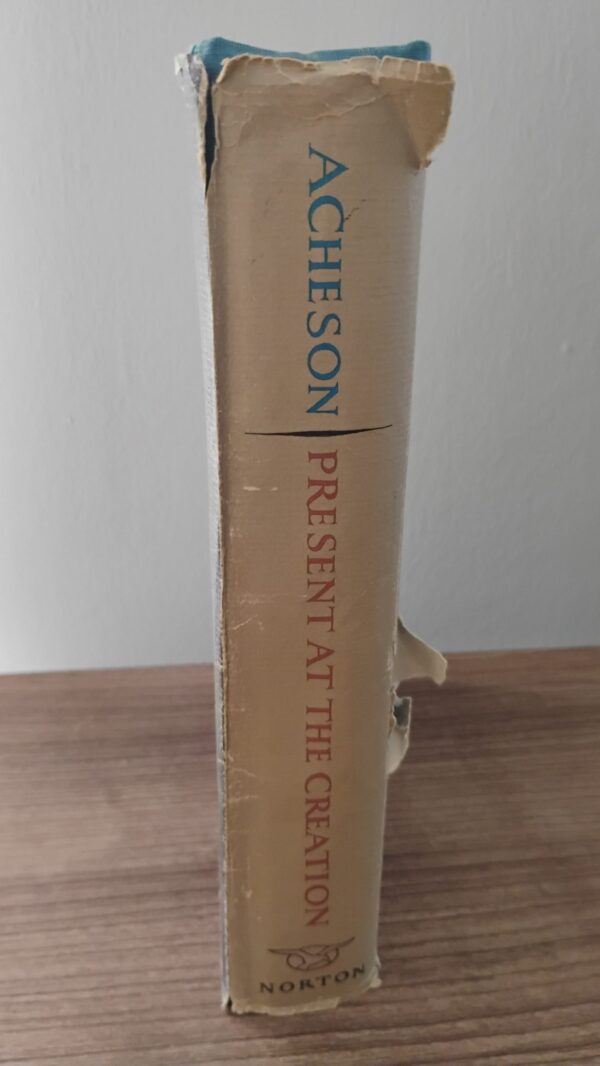 ACHESON
PRESENT AT THE CREATION
NORTON